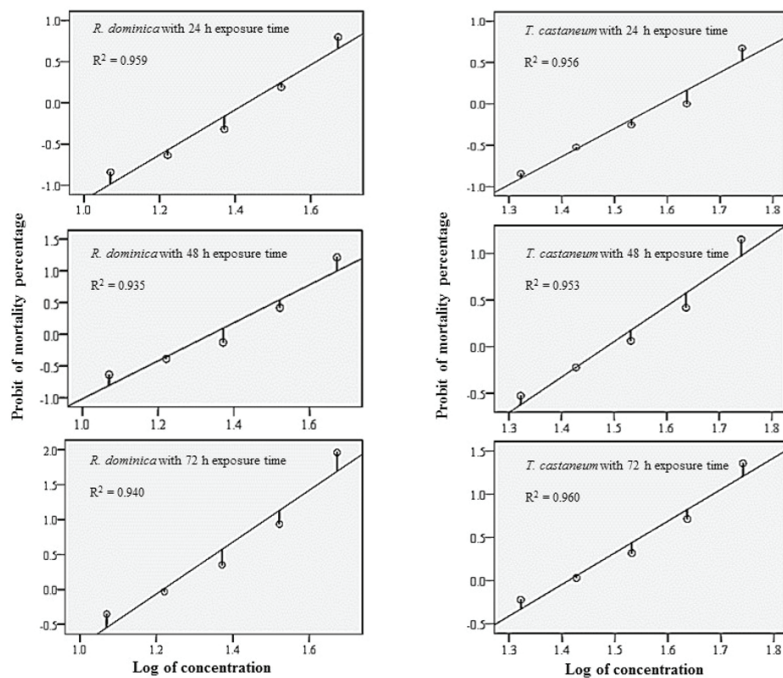 Probit of mortality percentage
R. dominica with 24 h exposure time
R² = 0.959
1.0
0.5
0.0
-0.5
-1.0
1.0 1.2 1.4 1.6
R. dominica with 48 h exposure time
R² = 0.935
1.5
1.0
0.5
0.0
-0.5
-1.0
1.0 1.2 1.4 1.6
R. dominica with 72 h exposure time
R² = 0.940
2.0
1.5
1.0
0.5
0.0
-0.5
1.0 1.2 1.4 1.6
Log of concentration
Probit of mortality percentage
T. castaneum with 24 h exposure time
R² = 0.956
1.0
0.5
0.0
-0.5
-1.0
1.3 1.4 1.5 1.6 1.7 1.8
T. castaneum with 48 h exposure time
R² = 0.953
1.0
0.5
0.0
-0.5
1.3 1.4 1.5 1.6 1.7 1.8
T. castaneum with 72 h exposure time
R² = 0.960
1.5
1.0
0.5
0.0
-0.5
1.3 1.4 1.5 1.6 1.7 1.8
Log of concentration